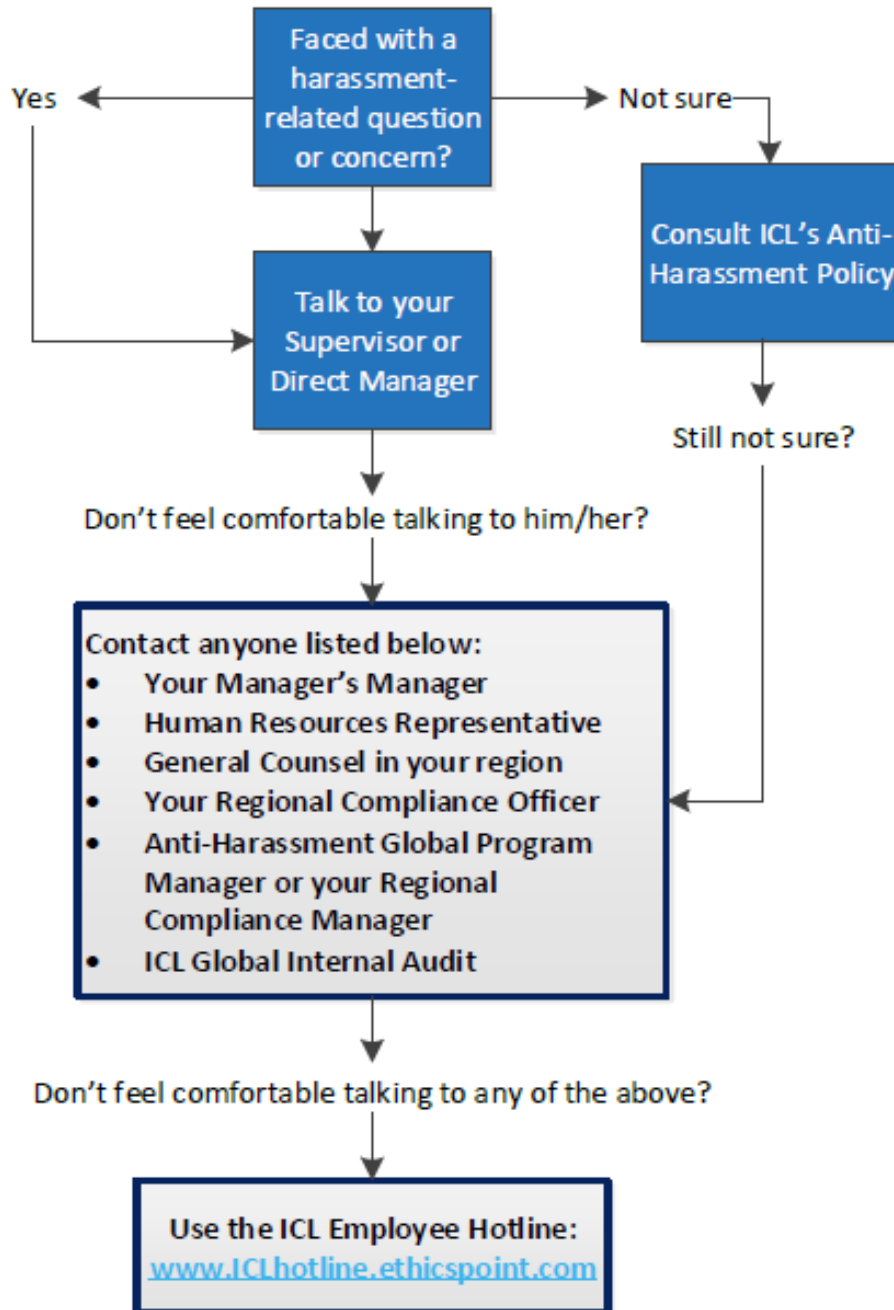 Faced with a
harassment-
related question
or concern?
Yes
Not sure
Consult ICL's Anti-
Harassment Policy
Talk to your
Supervisor or
Direct Manager
Still not sure?
Don't feel comfortable talking to him/her?
Contact anyone listed below:
• Your Manager's Manager
• Human Resources Representative
• General Counsel in your region
• Your Regional Compliance Officer
• Anti-Harassment Global Program
Manager or your Regional
Compliance Manager
• ICL Global Internal Audit
Don't feel comfortable talking to any of the above?
Use the ICL Employee Hotline:
www.ICLhotline.ethicspoint.com